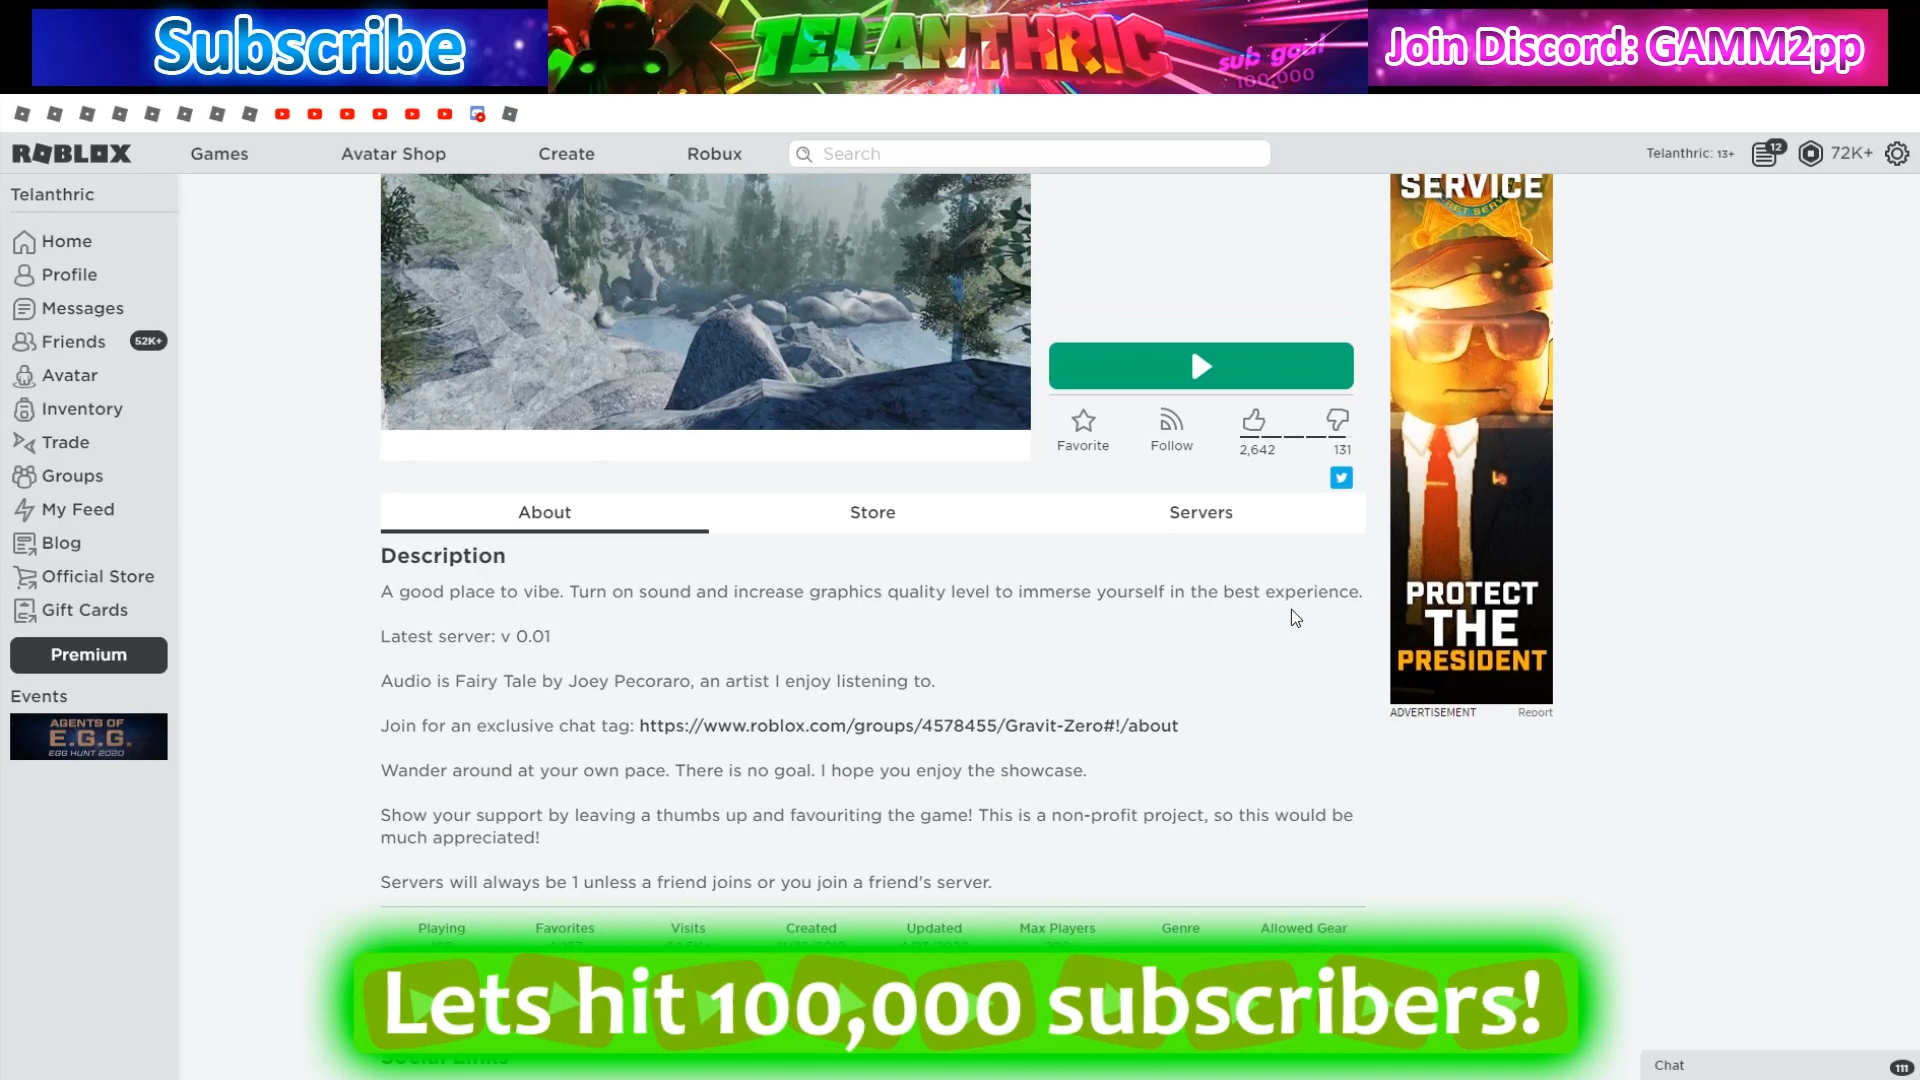 Subscribe
TELANTHRIC
sub goal
100,000
Join Discord: GAMM2pp
ROBLOX
Games
Avatar Shop
Create
Robux
Search
Telanthric: 13+
12
72K+
Telanthric
Home
Profile
Messages
Friends 52K+
Avatar
Inventory
Trade
Groups
My Feed
Blog
Official Store
Gift Cards
Premium
Events
AGENTS OF
E.G.G.
EGG HUNT 2020
Favorite
Follow
2,642
131
About
Store
Servers
Description
A good place to vibe. Turn on sound and increase graphics quality level to immerse yourself in the best experience.
Latest server: v 0.01
Audio is Fairy Tale by Joey Pecoraro, an artist I enjoy listening to.
Join for an exclusive chat tag: https://www.roblox.com/groups/4578455/Gravit-Zero#!/about
Wander around at your own pace. There is no goal. I hope you enjoy the showcase.
Show your support by leaving a thumbs up and favouriting the game! This is a non-profit project, so this would be
much appreciated!
Servers will always be 1 unless a friend joins or you join a friend's server.
Playing
Favorites
Visits
Created
Updated
Max Players
Genre
Allowed Gear
Lets hit 100,000 subscribers!
Social Links
SERVICE
PROTECT
THE
PRESIDENT
ADVERTISEMENT
Report
Chat
111